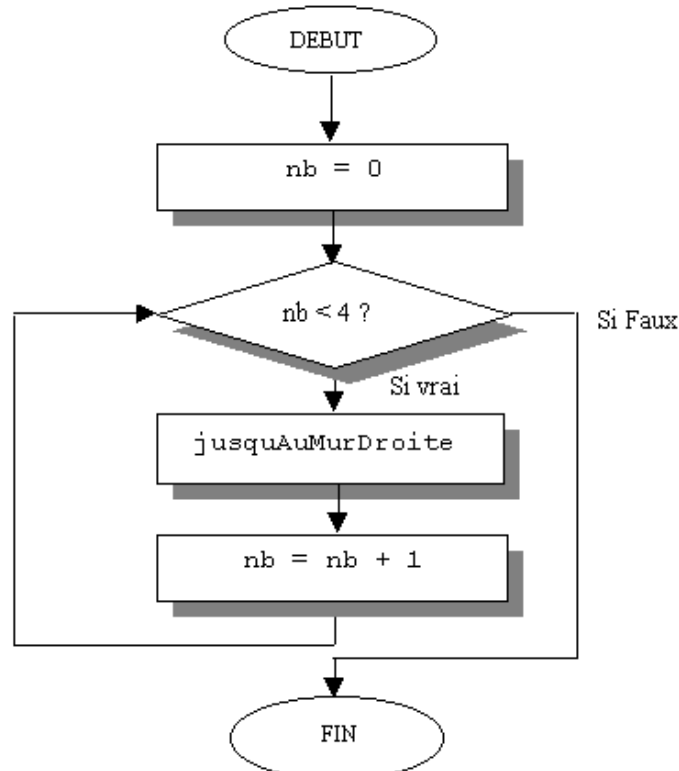 DEBUT
nb = 0
nb < 4 ?
Si Faux
Si vrai
jusquAuMurDroite
nb = nb + 1
FIN